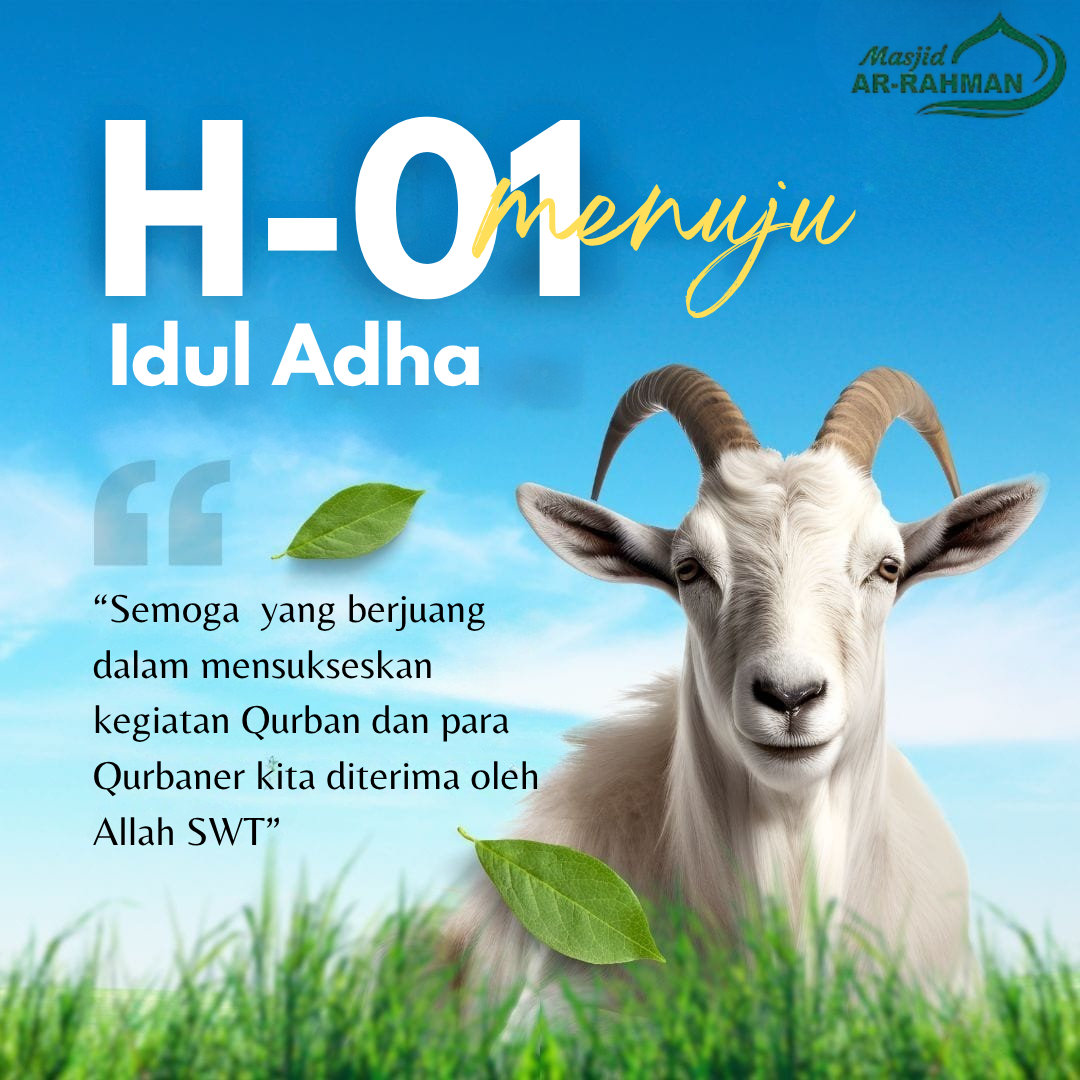 Masjid
AR-RAHMAN
H-01
menuju
Idul Adha
“
“Semoga  yang berjuang
dalam mensukseskan
kegiatan Qurban dan para
Qurbaner kita diterima oleh
Allah SWT”